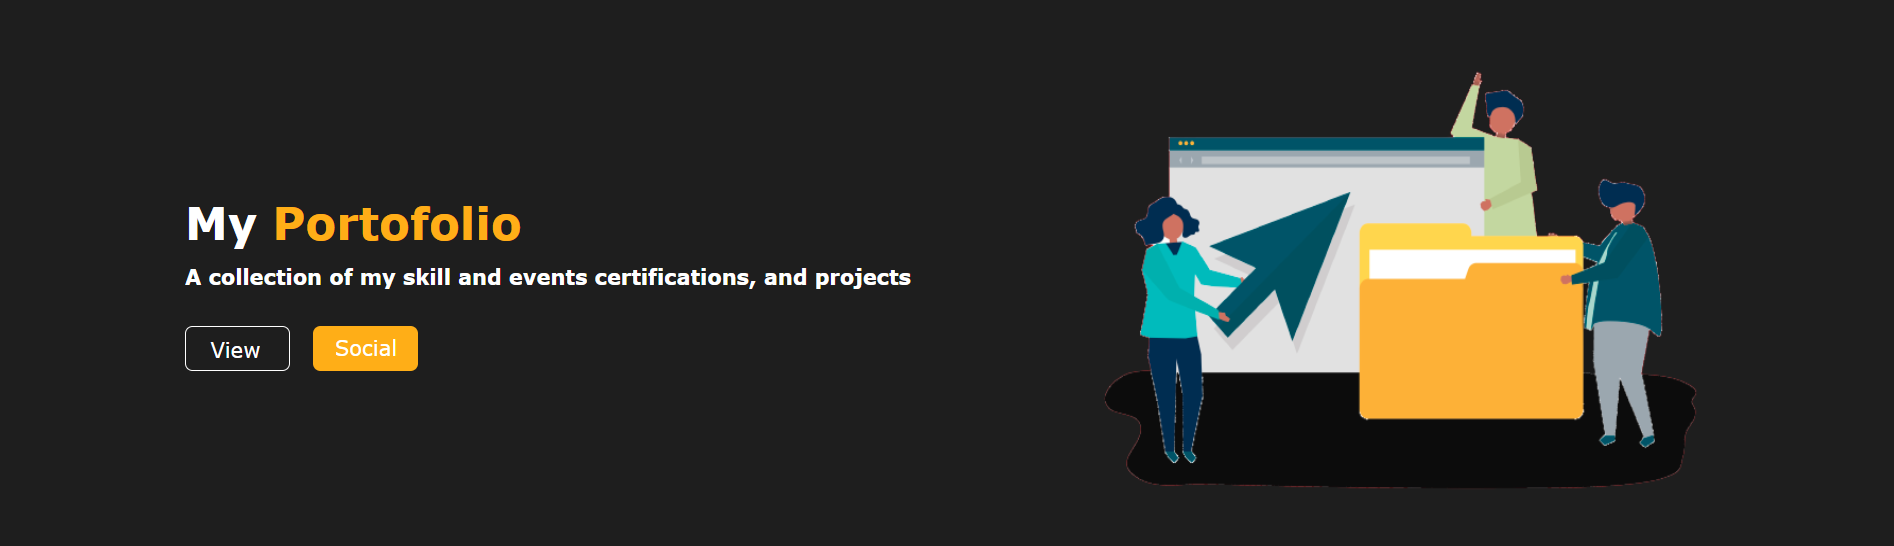 My Portofolio
A collection of my skill and events certifications, and projects
View
Social